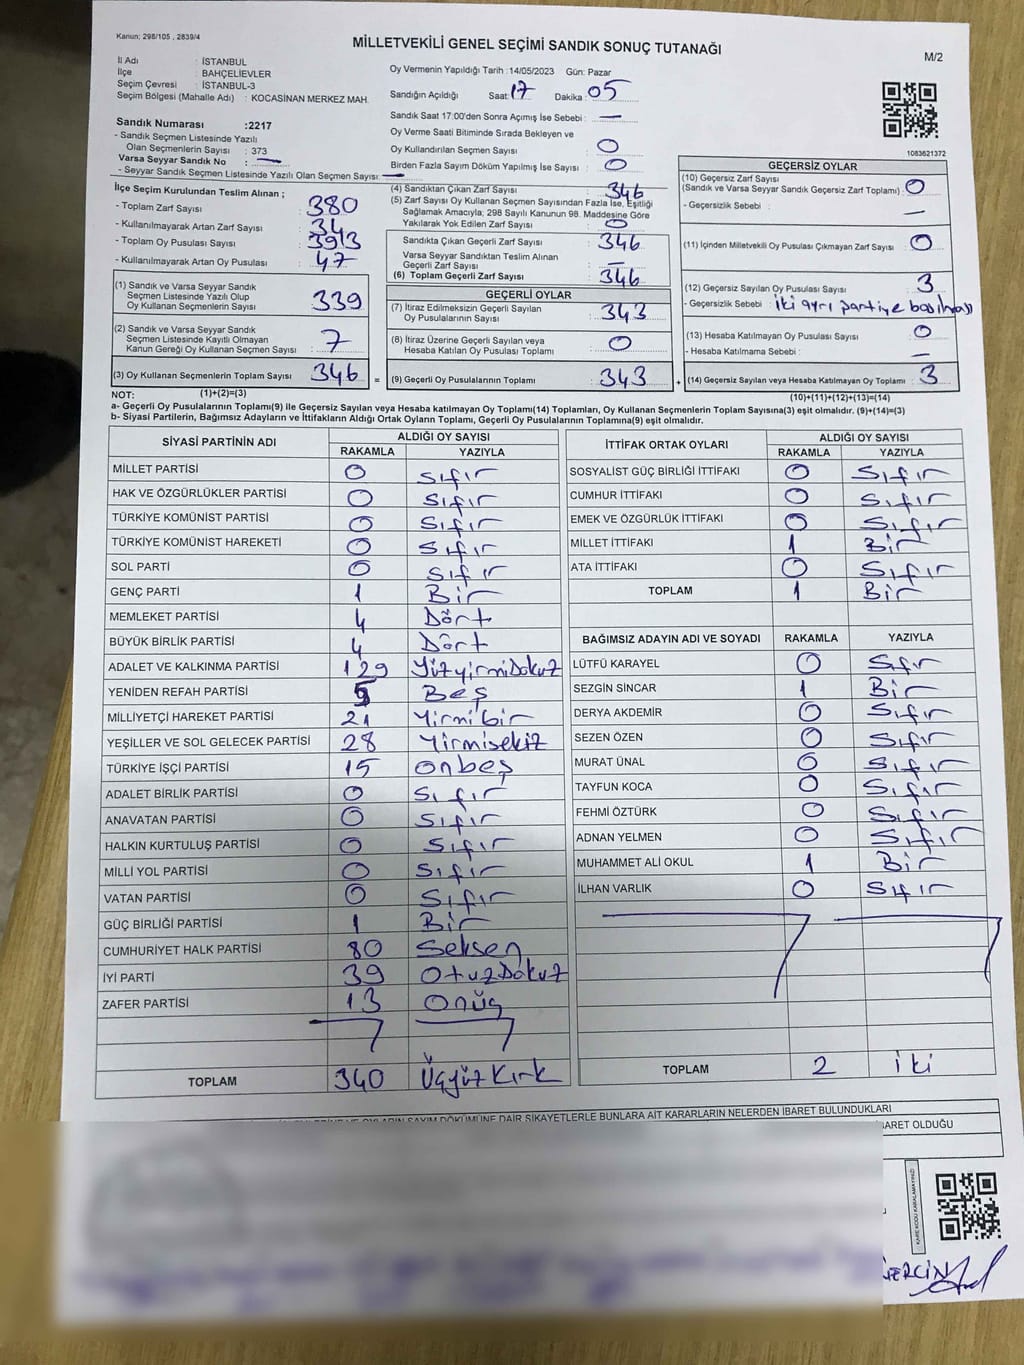 Kanun: 298/105 , 2839/4
MİLLETVEKİLİ GENEL SEÇİMİ SANDIK SONUÇ TUTANAĞI
M/2
İl Adı : İSTANBUL
İlçe : BAHÇELİEVLER
Seçim Çevresi : İSTANBUL-3
Seçim Bölgesi (Mahalle Adı) : KOCASİNAN MERKEZ MAH.
Oy Vermenin Yapıldığı Tarih :14/05/2023 Gün: Pazar
Sandığın Açıldığı Saat: 17 Dakika: 05
Sandık Saat 17:00'den Sonra Açımış İse Sebebi : —
Oy Verme Saati Bitiminde Sırada Bekleyen ve
Oy Kullandırılan Seçmen Sayısı : 0
Birden Fazla Sayım Döküm Yapılmış İse Sayısı : 0
1083621372
Sandık Numarası :2217
- Sandık Seçmen Listesinde Yazılı
Olan Seçmenlerin Sayısı : 373
Varsa Seyyar Sandık No : —
- Seyyar Sandık Seçmen Listesinde Yazılı Olan Seçmen Sayısı: —
İlçe Seçim Kurulundan Teslim Alınan ;
- Toplam Zarf Sayısı : 380
- Kullanılmayarak Artan Zarf Sayısı : 34
- Toplam Oy Pusulası Sayısı : 393
- Kullanılmayarak Artan Oy Pusulası : 47
(1) Sandık ve Varsa Seyyar Sandık
Seçmen Listesinde Yazılı Olup
Oy Kullanan Seçmenlerin Sayısı : 339
(2) Sandık ve Varsa Seyyar Sandık
Seçmen Listesinde Kayıtlı Olmayan
Kanun Gereği Oy Kullanan Seçmen Sayısı : 7
(3) Oy Kullanan Seçmenlerin Toplam Sayısı : 346
(1)+(2)=(3)
(4) Sandıktan Çıkan Zarf Sayısı : 346
(5) Zarf Sayısı Oy Kullanan Seçmen Sayısından Fazla İse, Eşitliği
Sağlamak Amacıyla; 298 Sayılı Kanunun 98. Maddesine Göre
Yakılarak Yok Edilen Zarf Sayısı : 0
Sandıkta Çıkan Geçerli Zarf Sayısı : 346
Varsa Seyyar Sandıktan Teslim Alınan
Geçerli Zarf Sayısı : —
(6) Toplam Geçerli Zarf Sayısı : 346
GEÇERLİ OYLAR
(7) İtiraz Edilmeksizin Geçerli Sayılan
Oy Pusulalarının Sayısı : 343
(8) İtiraz Üzerine Geçerli Sayılan veya
Hesaba Katılan Oy Pusulası Toplamı : 0
= (9) Geçerli Oy Pusulalarının Toplamı : 343
GEÇERSİZ OYLAR
(10) Geçersiz Zarf Sayısı
(Sandık ve Varsa Seyyar Sandık Geçersiz Zarf Toplamı) : 0
- Geçersizlik Sebebi : —
(11) İçinden Milletvekili Oy Pusulası Çıkmayan Zarf Sayısı : 0
(12) Geçersiz Sayılan Oy Pusulası Sayısı : 3
- Geçersizlik Sebebi : iki ayrı partiye basılması
(13) Hesaba Katılmayan Oy Pusulası Sayısı : 0
- Hesaba Katılmama Sebebi : —
+ (14) Geçersiz Sayılan veya Hesaba Katılmayan Oy Toplamı : 3
(10)+(11)+(12)+(13)=(14)
NOT:
a- Geçerli Oy Pusulalarının Toplamı(9) ile Geçersiz Sayılan veya Hesaba katılmayan Oy Toplamı(14) Toplamları, Oy Kullanan Seçmenlerin Toplam Sayısına(3) eşit olmalıdır. (9)+(14)=(3)
b- Siyasi Partilerin, Bağımsız Adayların ve İttifakların Aldığı Ortak Oyların Toplamı, Geçerli Oy Pusulalarının Toplamına(9) eşit olmalıdır.
SİYASİ PARTİNİN ADI ALDIĞI OY SAYISI
RAKAMLA YAZIYLA
MİLLET PARTİSİ 0 Sıfır
HAK VE ÖZGÜRLÜKLER PARTİSİ 0 Sıfır
TÜRKİYE KOMÜNİST PARTİSİ 0 Sıfır
TÜRKİYE KOMÜNİST HAREKETİ 0 Sıfır
SOL PARTİ 0 Sıfır
GENÇ PARTİ 1 Bir
MEMLEKET PARTİSİ 4 Dört
BÜYÜK BİRLİK PARTİSİ 4 Dört
ADALET VE KALKINMA PARTİSİ 129 YüzyirmiDokuz
YENİDEN REFAH PARTİSİ 5 Beş
MİLLİYETÇİ HAREKET PARTİSİ 21 Yirmibir
YEŞİLLER VE SOL GELECEK PARTİSİ 28 Yirmisekiz
TÜRKİYE İŞÇİ PARTİSİ 15 Onbeş
ADALET BİRLİK PARTİSİ 0 Sıfır
ANAVATAN PARTİSİ 0 Sıfır
HALKIN KURTULUŞ PARTİSİ 0 Sıfır
MİLLİ YOL PARTİSİ 0 Sıfır
VATAN PARTİSİ 0 Sıfır
GÜÇ BİRLİĞİ PARTİSİ 1 Bir
CUMHURİYET HALK PARTİSİ 80 Seksen
İYİ PARTİ 39 OtuzDokuz
ZAFER PARTİSİ 13 Onüç
TOPLAM 340 ÜçyüzKırk
İTTİFAK ORTAK OYLARI ALDIĞI OY SAYISI
RAKAMLA YAZIYLA
SOSYALİST GÜÇ BİRLİĞİ İTTİFAKI 0 Sıfır
CUMHUR İTTİFAKI 0 Sıfır
EMEK VE ÖZGÜRLÜK İTTİFAKI 0 Sıfır
MİLLET İTTİFAKI 1 Bir
ATA İTTİFAKI 0 Sıfır
TOPLAM 1 Bir
BAĞIMSIZ ADAYIN ADI VE SOYADI RAKAMLA YAZIYLA
LÜTFÜ KARAYEL 0 Sıfır
SEZGİN SİNCAR 1 Bir
DERYA AKDEMİR 0 Sıfır
SEZEN ÖZEN 0 Sıfır
MURAT ÜNAL 0 Sıfır
TAYFUN KOCA 0 Sıfır
FEHMİ ÖZTÜRK 0 Sıfır
ADNAN YELMEN 0 Sıfır
MUHAMMET ALİ OKUL 1 Bir
İLHAN VARLIK 0 Sıfır
TOPLAM 2 iki
OYLARIN SAYIM DÖKÜMÜNE DAİR ŞİKAYETLERLE BUNLARA AİT KARARLARIN NELERDEN İBARET BULUNDUKLARI
İBARET OLDUĞU
KARE KODU KARALAMAYINIZ!